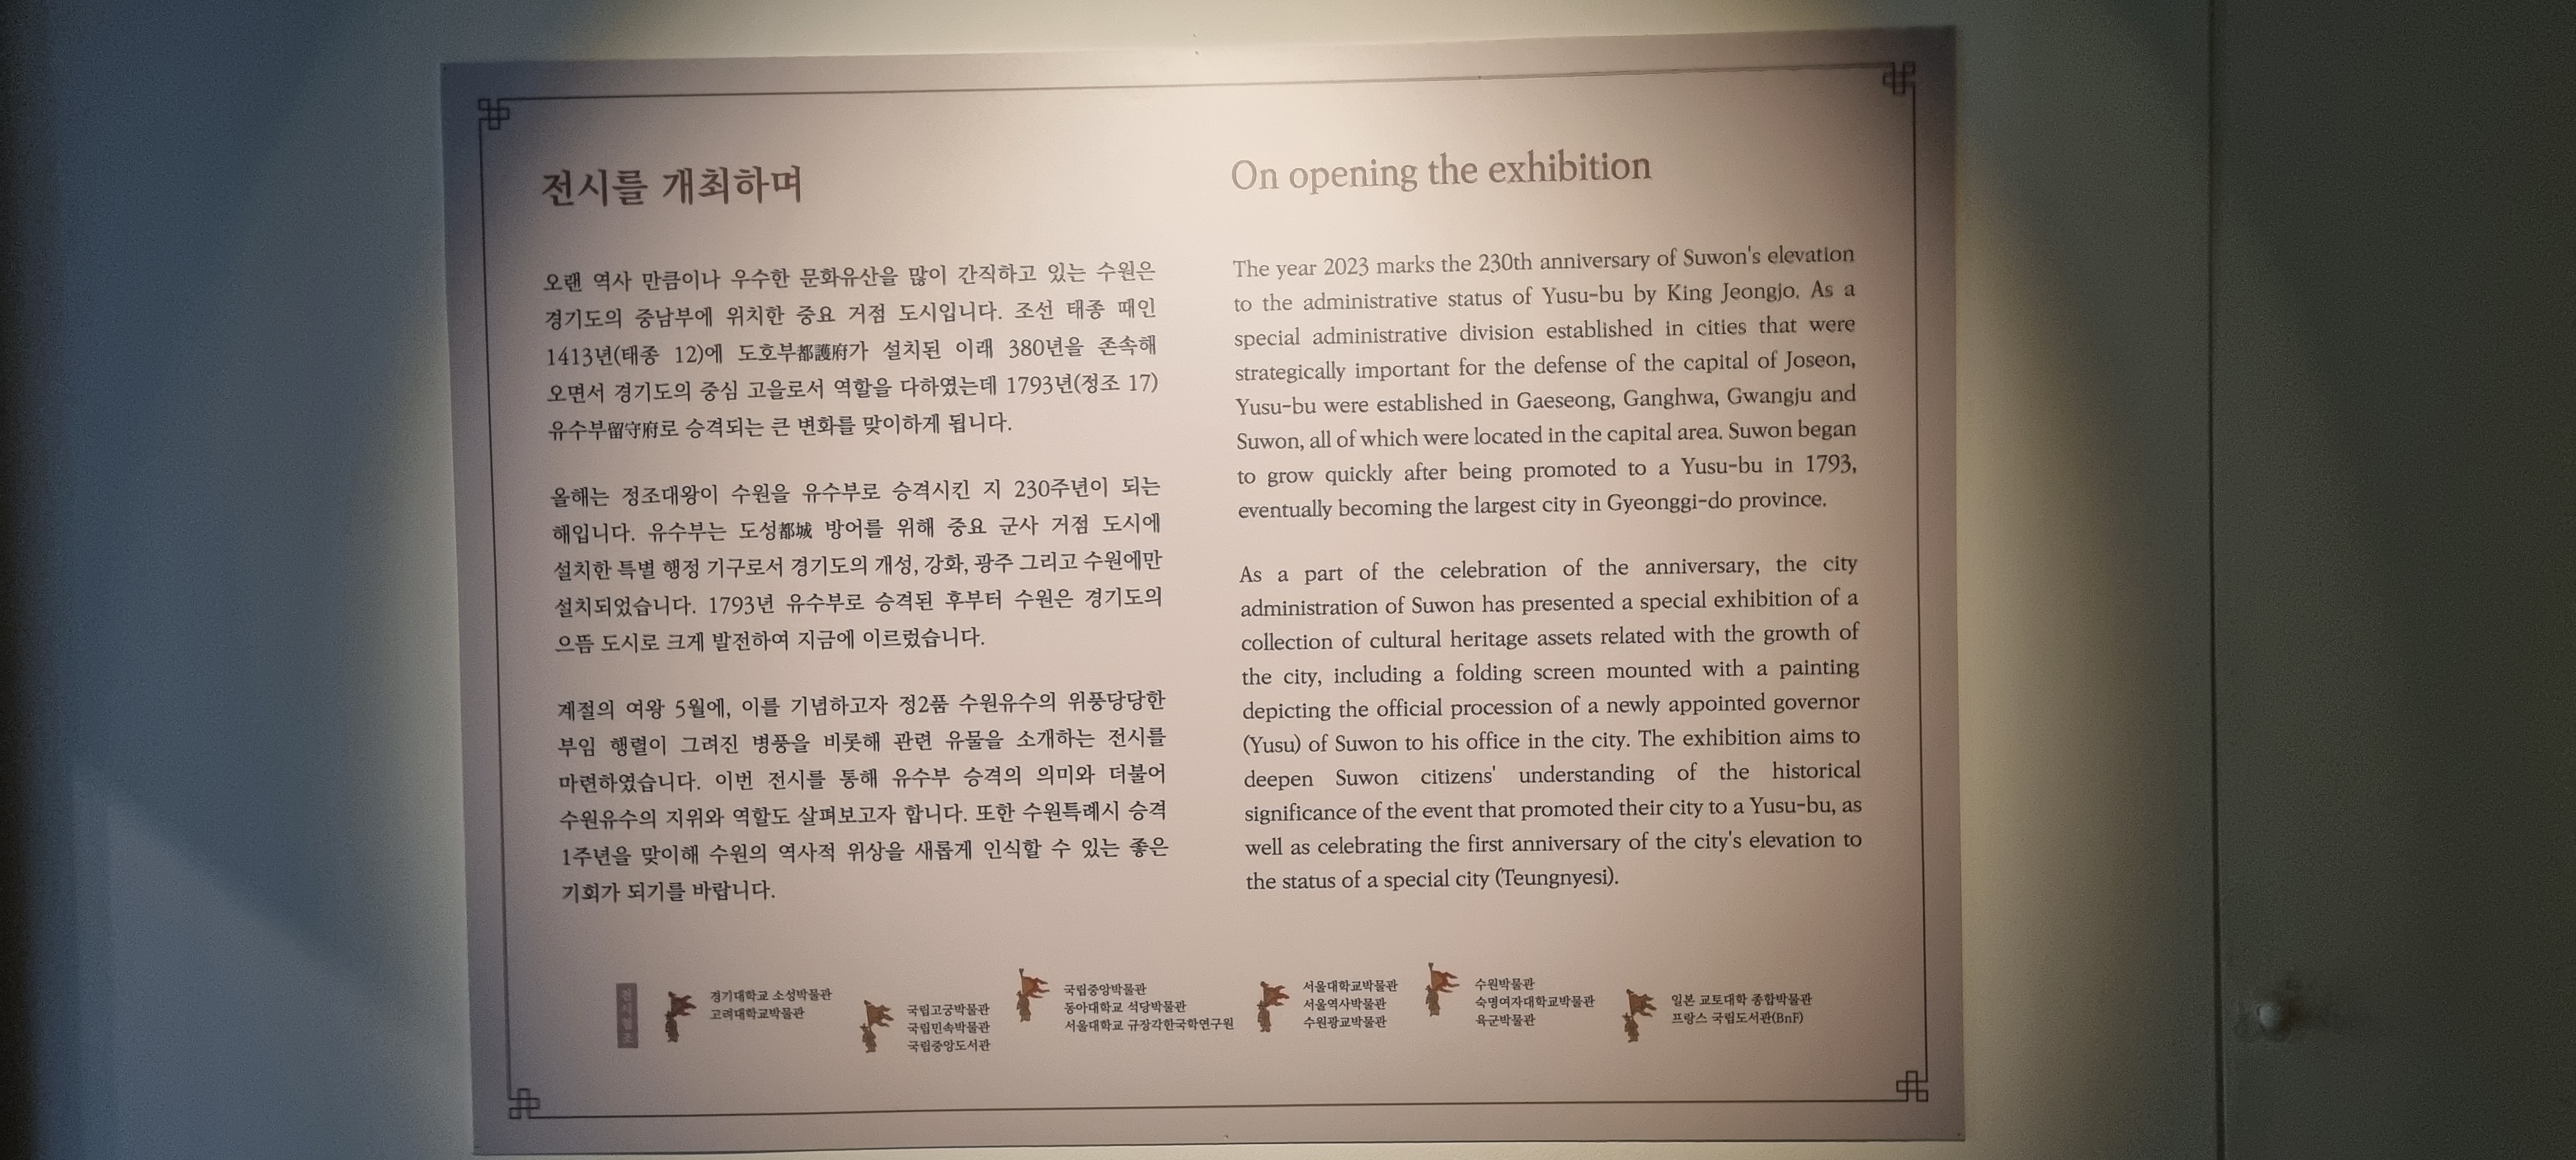 전시를 개최하며
오랜 역사 만큼이나 우수한 문화유산을 많이 간직하고 있는 수원은
경기도의 중남부에 위치한 중요 거점 도시입니다. 조선 태종 때인
1413년(태종 12)에 도호부都護府가 설치된 이래 380년을 존속해
오면서 경기도의 중심 고을로서 역할을 다하였는데 1793년(정조 17)
유수부留守府로 승격되는 큰 변화를 맞이하게 됩니다.
올해는 정조대왕이 수원을 유수부로 승격시킨 지 230주년이 되는
해입니다. 유수부는 도성都城 방어를 위해 중요 군사 거점 도시에
설치한 특별 행정 기구로서 경기도의 개성, 강화, 광주 그리고 수원에만
설치되었습니다. 1793년 유수부로 승격된 후부터 수원은 경기도의
으뜸 도시로 크게 발전하여 지금에 이르렀습니다.
계절의 여왕 5월에, 이를 기념하고자 정2품 수원유수의 위풍당당한
부임 행렬이 그려진 병풍을 비롯해 관련 유물을 소개하는 전시를
마련하였습니다. 이번 전시를 통해 유수부 승격의 의미와 더불어
수원유수의 지위와 역할도 살펴보고자 합니다. 또한 수원특례시 승격
1주년을 맞이해 수원의 역사적 위상을 새롭게 인식할 수 있는 좋은
기회가 되기를 바랍니다.
On opening the exhibition
The year 2023 marks the 230th anniversary of Suwon's elevation
to the administrative status of Yusu-bu by King Jeongjo. As a
special administrative division established in cities that were
strategically important for the defense of the capital of Joseon,
Yusu-bu were established in Gaeseong, Ganghwa, Gwangju and
Suwon, all of which were located in the capital area. Suwon began
to grow quickly after being promoted to a Yusu-bu in 1793,
eventually becoming the largest city in Gyeonggi-do province.
As a part of the celebration of the anniversary, the city
administration of Suwon has presented a special exhibition of a
collection of cultural heritage assets related with the growth of
the city, including a folding screen mounted with a painting
depicting the official procession of a newly appointed governor
(Yusu) of Suwon to his office in the city. The exhibition aims to
deepen Suwon citizens' understanding of the historical
significance of the event that promoted their city to a Yusu-bu, as
well as celebrating the first anniversary of the city's elevation to
the status of a special city (Teungnyesi).
경기대학교 소성박물관
고려대학교박물관
국립고궁박물관
국립민속박물관
국립중앙도서관
국립중앙박물관
동아대학교 석당박물관
서울대학교 규장각한국학연구원
서울대학교박물관
서울역사박물관
수원광교박물관
수원박물관
숙명여자대학교박물관
육군박물관
일본 교토대학 종합박물관
프랑스 국립도서관(BnF)